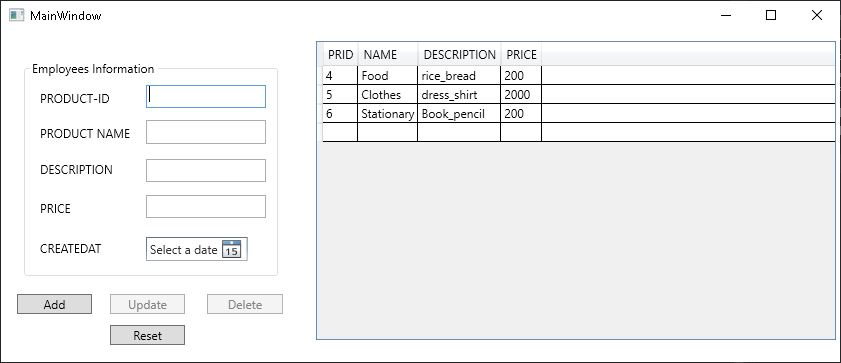 MainWindow
Employees Information
PRODUCT-ID
PRODUCT NAME
DESCRIPTION
PRICE
CREATEDAT Select a date 15
Add Update Delete
Reset
PRID NAME DESCRIPTION PRICE
4 Food rice_bread 200
5 Clothes dress_shirt 2000
6 Stationary Book_pencil 200